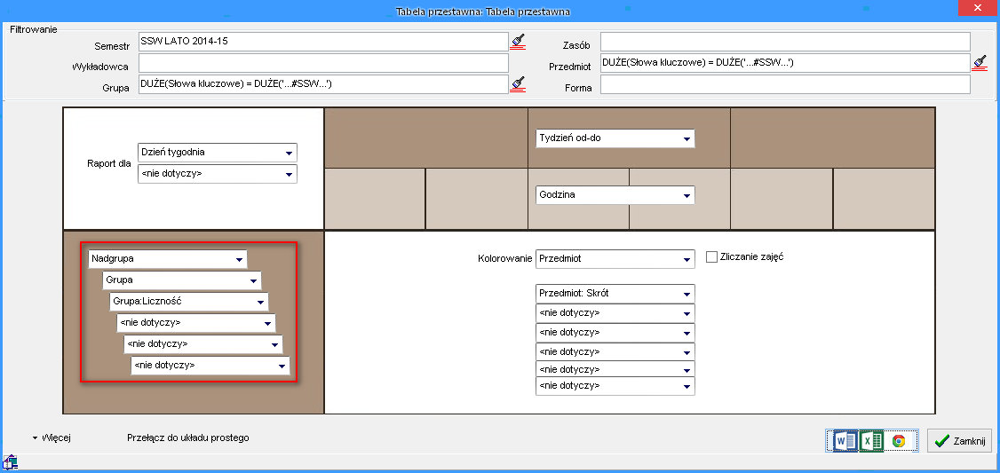 Tabela przestawna: Tabela przestawna
Filtrowanie
Semestr SSW LATO 2014-15
Zasób
Wykładowca
Przedmiot DUŻE(Słowa kluczowe) = DUŻE('...#SSW...')
Grupa DUŻE(Słowa kluczowe) = DUŻE('...#SSW...')
Forma
Raport dla Dzień tygodnia
<nie dotyczy>
Tydzień od-do
Godzina
Nadgrupa
Grupa
Grupa:Liczność
<nie dotyczy>
<nie dotyczy>
<nie dotyczy>
Kolorowanie Przedmiot Zliczanie zajęć
Przedmiot: Skrót
<nie dotyczy>
<nie dotyczy>
<nie dotyczy>
<nie dotyczy>
<nie dotyczy>
Więcej Przełącz do układu prostego
Zamknij